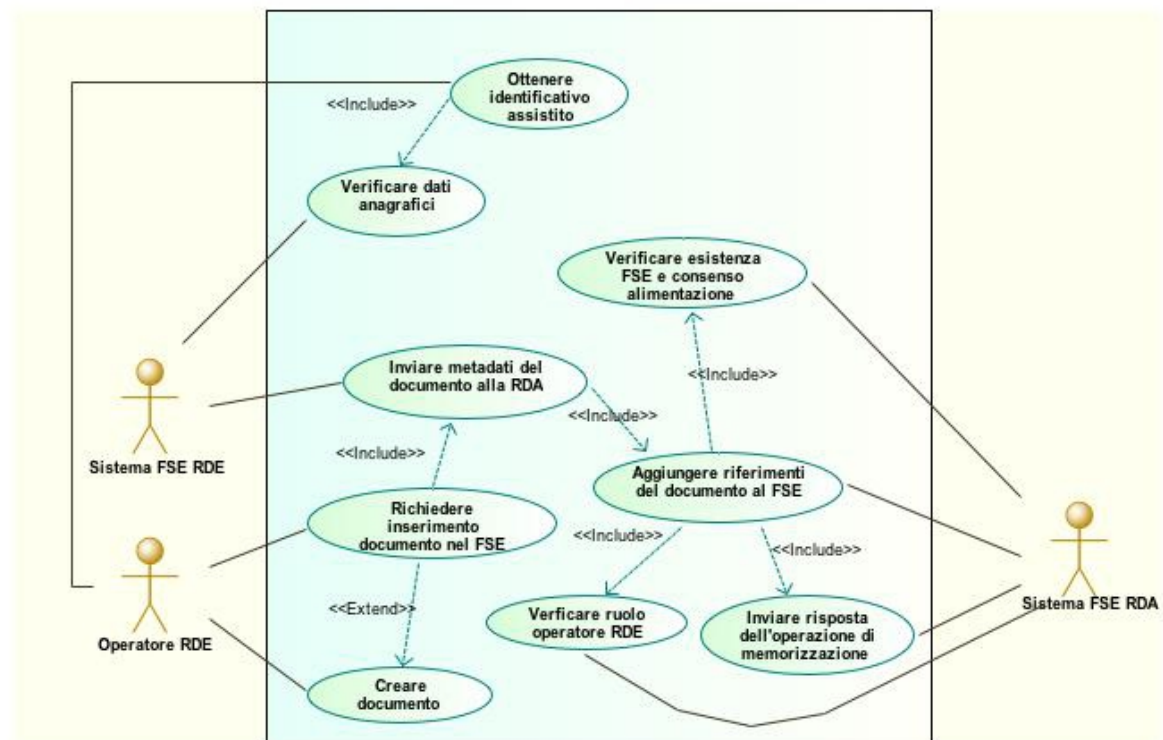 Ottenere
identificativo
assistito
<<Include>>
Verificare dati
anagrafici
Verificare esistenza
FSE e consenso
alimentazione
Inviare metadati del
documento alla RDA
<<Include>>
<<Include>>
Sistema FSE RDE
<<Include>>
Aggiungere riferimenti
del documento al FSE
Richiedere
inserimento
documento nel FSE
<<Include>>
<<Include>>
<<Extend>>
Verficare ruolo
operatore RDE
Inviare risposta
dell'operazione di
memorizzazione
Sistema FSE RDA
Operatore RDE
Creare
documento